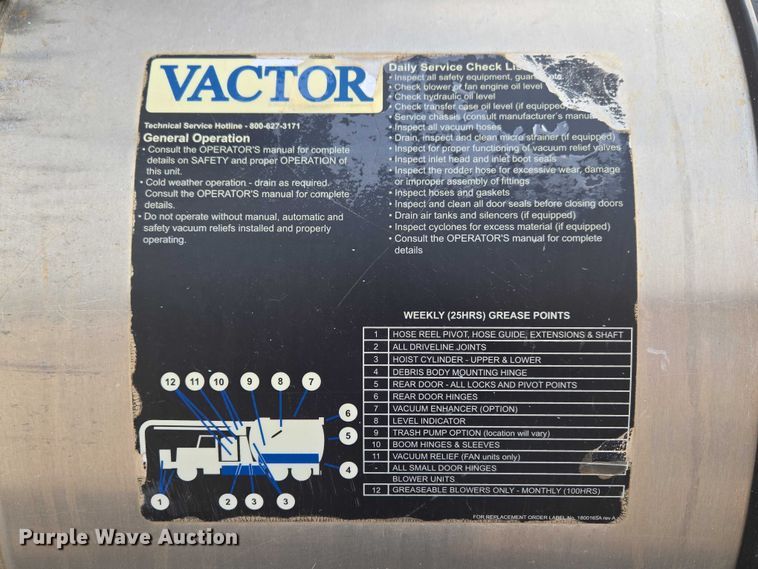 VACTOR
Technical Service Hotline - 800-627-3171
General Operation
• Consult the OPERATOR'S manual for complete
details on SAFETY and proper OPERATION of
this unit.
• Cold weather operation - drain as required.
Consult the OPERATOR'S manual for complete
details.
• Do not operate without manual, automatic and
safety vacuum reliefs installed and properly
operating.
Daily Service Check
• Inspect all safety equipment,
• Check blower or fan engine oil level
• Check hydraulic oil level
• Check transfer case oil level (if equipped)
• Service chassis (consult manufacturer's
• Inspect all vacuum hoses
• Drain, inspect and clean micro strainer (if equipped)
• Inspect for proper functioning of vacuum relief valves
• Inspect inlet head and inlet boot seals
• Inspect the rodder hose for excessive wear, damage
or improper assembly of fittings
• Inspect hoses and gaskets
• Inspect and clean all door seals before closing doors
• Drain air tanks and silencers (if equipped)
• Inspect cyclones for excess material (if equipped)
• Consult the OPERATOR'S manual for complete
details
WEEKLY (25HRS) GREASE POINTS
1 HOSE REEL PIVOT, HOSE GUIDE, EXTENSIONS & SHAFT
2 ALL DRIVELINE JOINTS
3 HOIST CYLINDER - UPPER & LOWER
4 DEBRIS BODY MOUNTING HINGE
5 REAR DOOR - ALL LOCKS AND PIVOT POINTS
6 REAR DOOR HINGES
7 VACUUM ENHANCER (OPTION)
8 LEVEL INDICATOR
9 TRASH PUMP OPTION (location will vary)
10 BOOM HINGES & SLEEVES
11 VACUUM RELIEF (FAN units only)
- ALL SMALL DOOR HINGES
BLOWER UNITS
12 GREASEABLE BLOWERS ONLY - MONTHLY (100HRS)
12 11 10 9 8 7
6
5
4
1 2 3 3
FOR REPLACEMENT ORDER LABEL No. 180016SA rev A
Purple Wave Auction